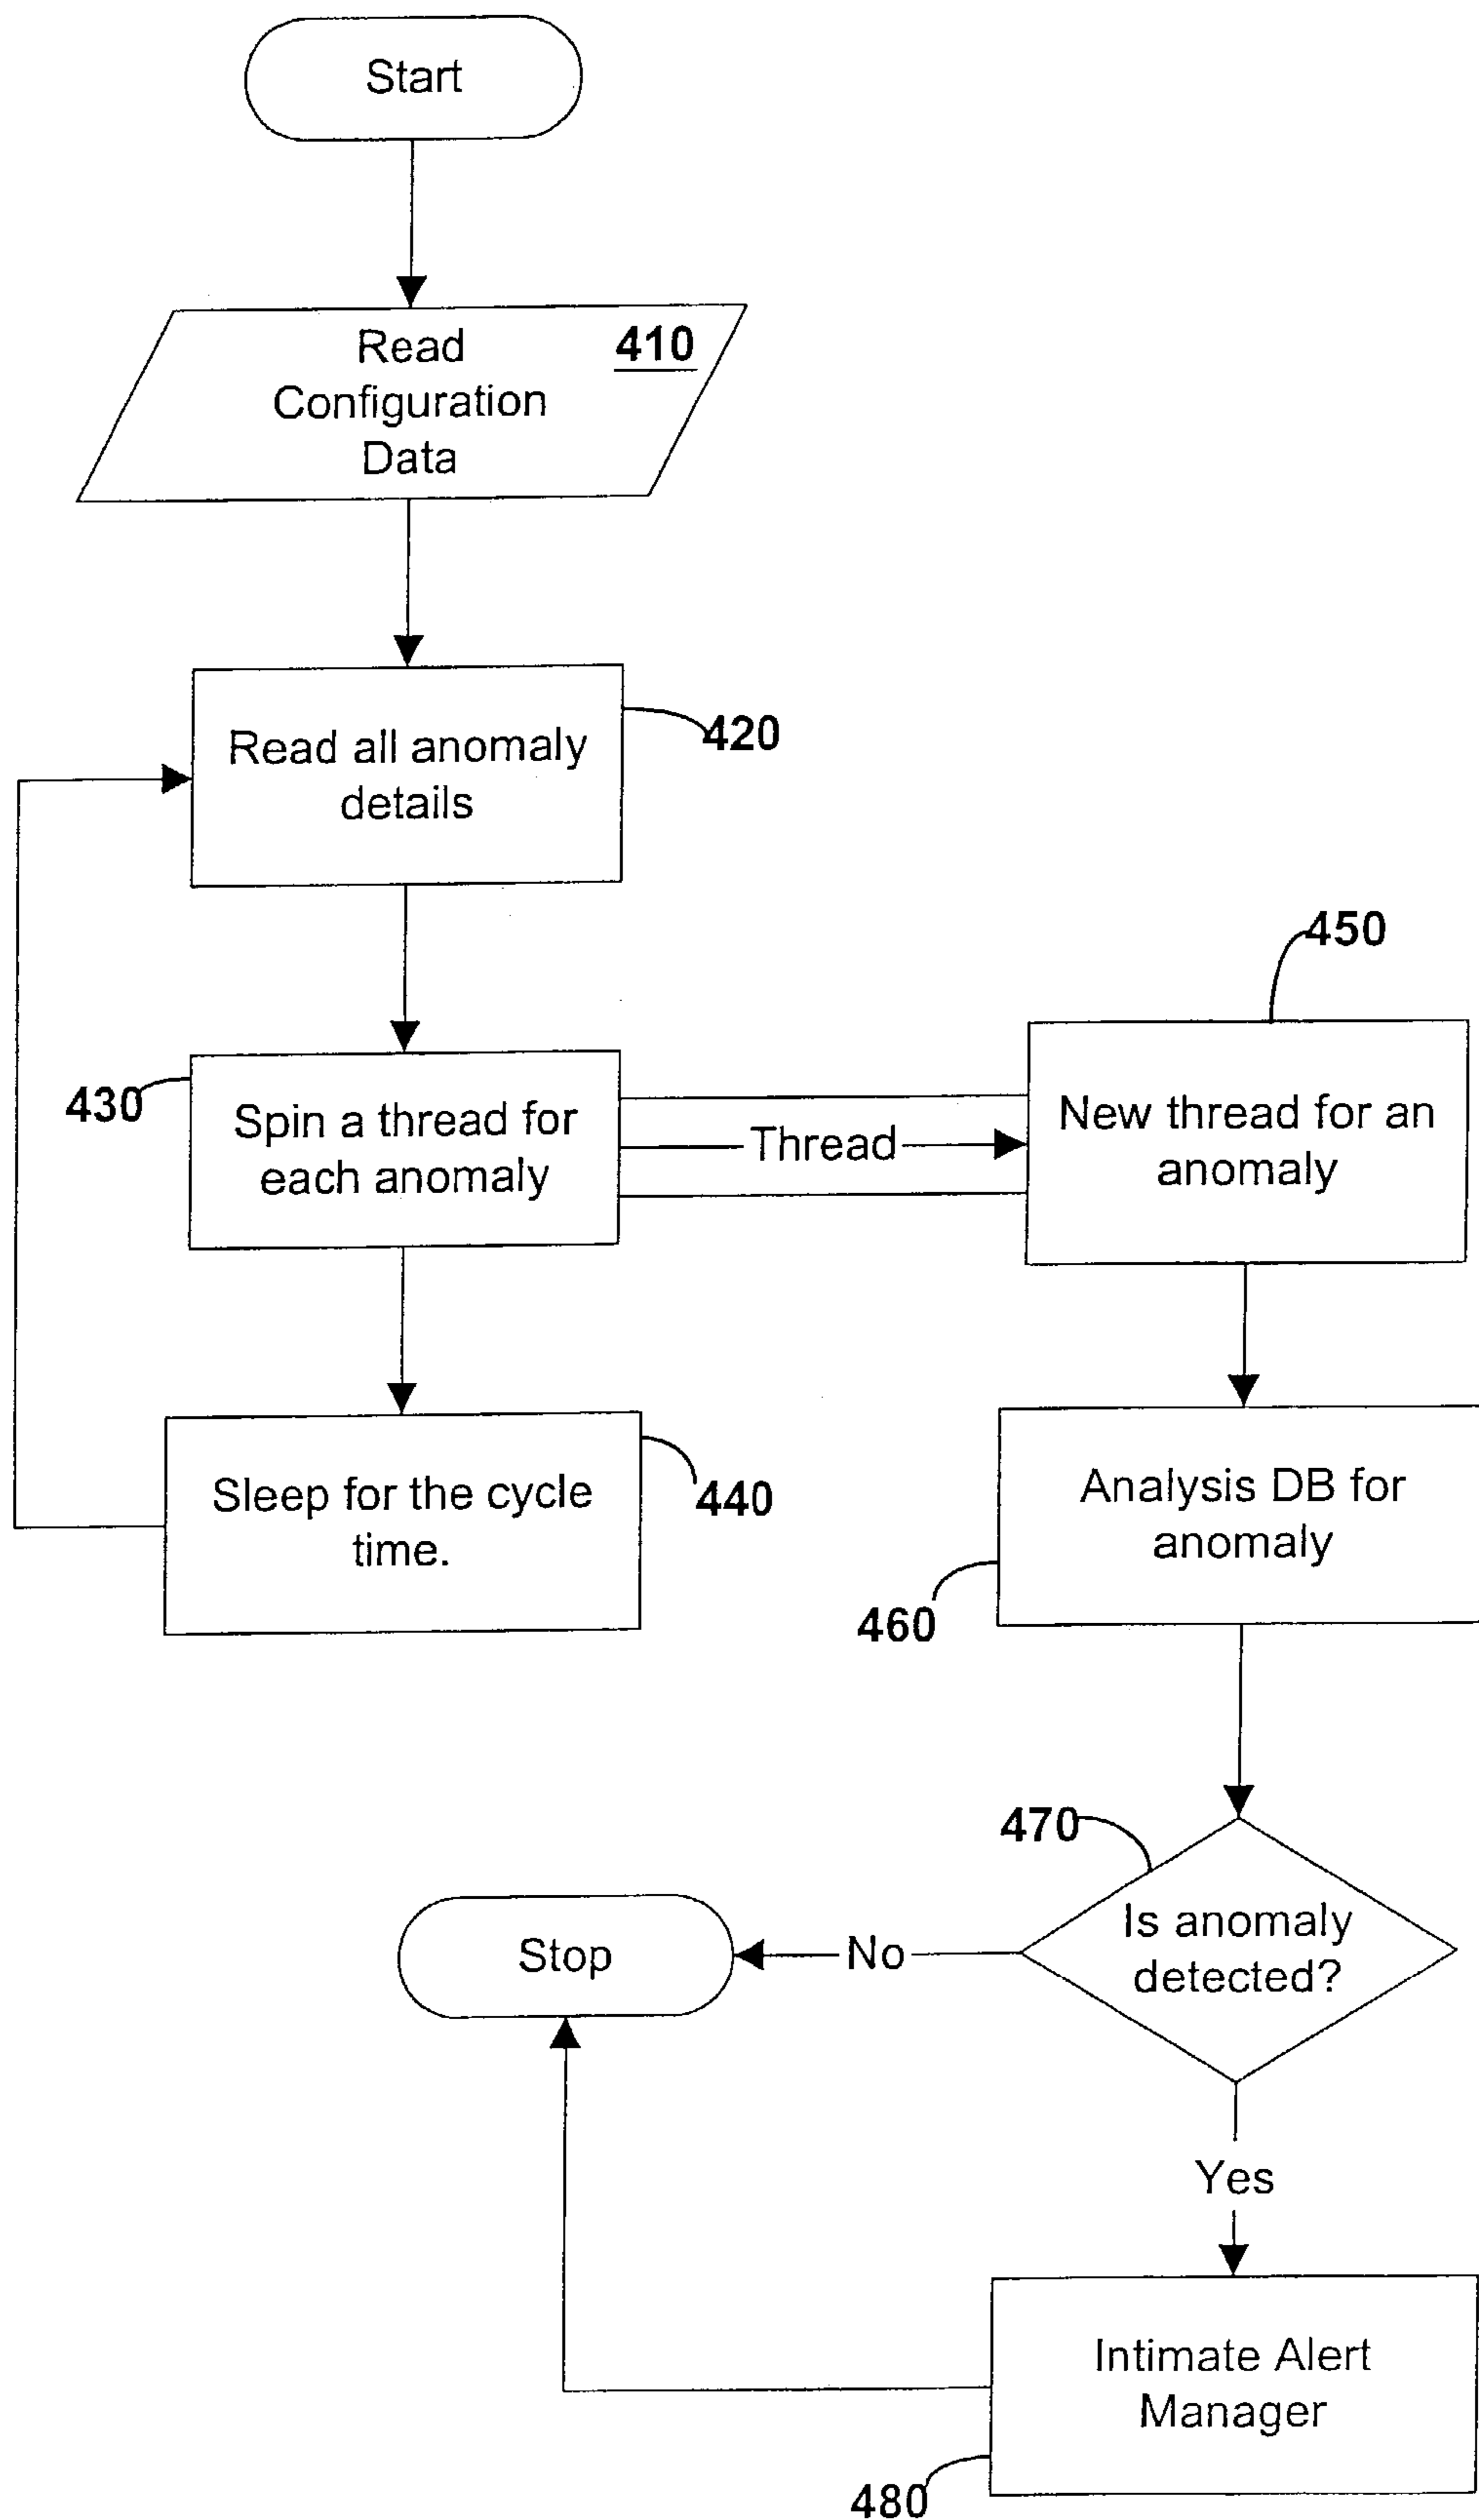 Start
Read
Configuration
Data
410
Read all anomaly
details
420
450
430
Spin a thread for
each anomaly
Thread
New thread for an
anomaly
Sleep for the cycle
time.
440
Analysis DB for
anomaly
460
470
Is anomaly
detected?
No
Stop
Yes
Intimate Alert
Manager
480